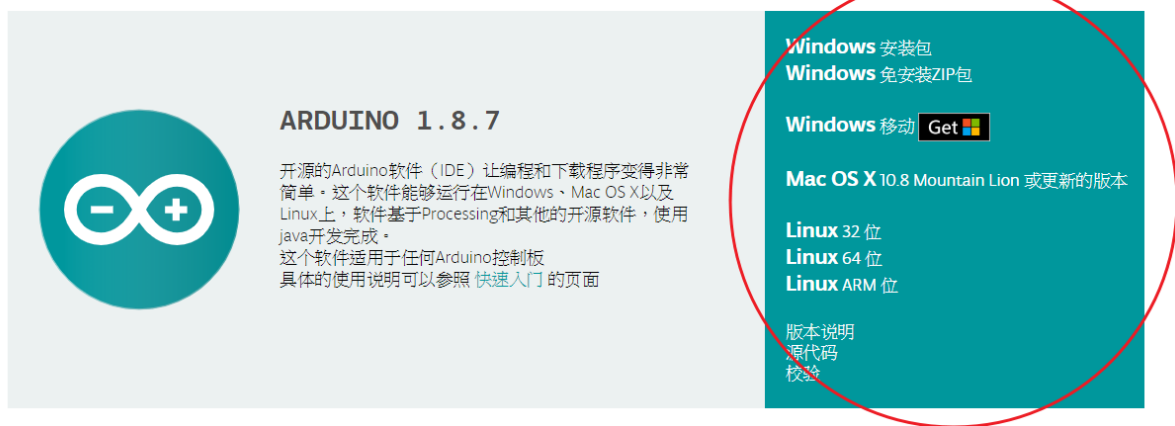 ARDUINO 1.8.7
开源的Arduino软件（IDE）让编程和下载程序变得非常
简单。这个软件能够运行在Windows、Mac OS X以及
Linux上，软件基于Processing和其他的开源软件，使用
java开发完成。
这个软件适用于任何Arduino控制板
具体的使用说明可以参照 快速入门 的页面
Windows 安装包
Windows 免安装ZIP包
Windows 移动 Get
Mac OS X 10.8 Mountain Lion 或更新的版本
Linux 32 位
Linux 64 位
Linux ARM 位
版本说明
源代码
校验